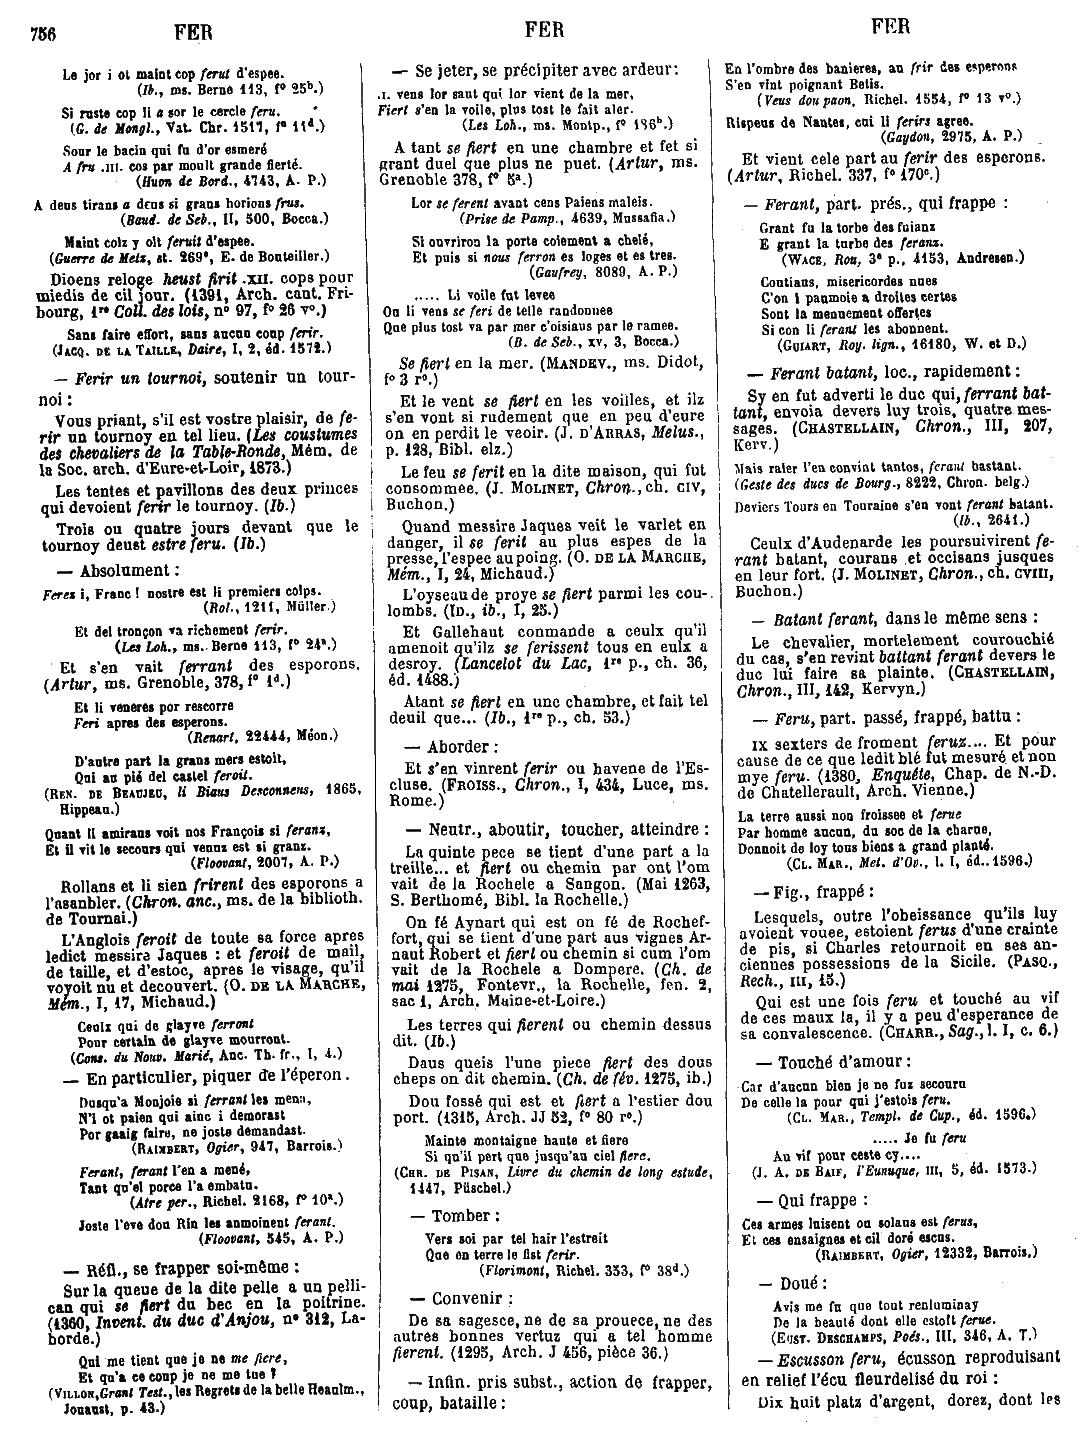 756
FER
FER
FER
Le jor i ot maint cop ferut d'espee.
(Ib., ms. Berne 113, f° 25b.)
Si ruste cop li a sor le cercle feru.
(G. de Mongl., Vat. Chr. 1517, f° 11d.)
Sour le bacin qui fu d'or esmeré
A fru .III. cos par moult grande fierté.
(Huon de Bord., 4743, A. P.)
A deus tirans a deus si grans horions frus.
(Baud. de Seb., II, 500, Bocca.)
Maint colz y oït feruit d'espee.
(Guerre de Metz, st. 269e, E. de Bouteiller.)
Dioens reloge heust firit .XII. cops pour
miedis de cil jour. (1391, Arch. cant. Fri-
bourg, 1re Coll. des lois, n° 97, f° 26 v°.)
Sans faire effort, sans aucun coup ferir.
(JACQ. DE LA TAILLE, Daire, I, 2, éd. 1572.)
— Ferir un tournoi, soutenir un tour-
noi :
Vous priant, s'il est vostre plaisir, de fe-
rir un tournoy en tel lieu. (Les coustumes
des chevaliers de la Table-Ronde, Mém. de
la Soc. arch. d'Eure-et-Loir, 1873.)
Les tentes et pavillons des deux princes
qui devoient ferir le tournoy. (Ib.)
Trois ou quatre jours devant que le
tournoy deust estre feru. (Ib.)
— Absolument :
Feres i, Franc ! nostre est li premiers colps.
(Rol., 1211, Müller.)
Et del tronçon va richement ferir.
(Les Loh., ms. Berne 113, f° 24a.)
Et s'en vait ferrant des esporons.
(Artur, ms. Grenoble, 378, f° 1d.)
Et li veneres por rescorre
Feri apres des esperons.
(Renart, 22444, Méon.)
D'autre part la grans mers estoit,
Qui au pié del castel feroit.
(REN. DE BEAUJEU, li Biaus Desconneus, 1865,
Hippeau.)
Quant li amirans voit nos François si feranz,
Et il vit le secours qui venuz est si granz.
(Floovant, 2007, A. P.)
Rollans et li sien frirent des esporons a
l'asanbler. (Chron. anc., ms. de la biblioth.
de Tournai.)
L'Anglois feroit de toute sa force apres
ledict messira Jaques : et feroit de mail,
de taille, et d'estoc, apres le visage, qu'il
voyoit nu et decouvert. (O. DE LA MARCHE,
Mém., I, 17, Michaud.)
Ceulx qui de glayve ferront
Pour certain de glayve mourront.
(Cons. du Nouv. Marié, Anc. Th. fr., I, 4.)
— En particulier, piquer de l'éperon.
Dusqu'a Monjoie si ferrant les mena,
N'i ot paien qui ainc i demorast
Por gaaig faire, ne joste demandast.
(RAIMBERT, Ogier, 947, Barrois.)
Ferant, ferant l'en a mené,
Tant qu'el porce l'a embatu.
(Atre per., Richel. 2168, f° 10a.)
Joste l'eve dou Rin les anmoinent ferant.
(Floovant, 545, A. P.)
— Réfl., se frapper soi-même :
Sur la queue de la dite pelle a un pelli-
can qui se fiert du bec en la poitrine.
(1360, Invent. du duc d'Anjou, n° 312, La-
borde.)
Qui me tient que je ne me fiere,
Et qu'a ce coup je ne me tue ?
(VILLON, Grant Test., les Regrets de la belle Heaulm.,
Jouaust, p. 43.)
— Se jeter, se précipiter avec ardeur :
.I. vens lor saut qui lor vient de la mer,
Fiert s'en la voile, plus tost le fait aler.
(Les Loh., ms. Montp., f° 186b.)
A tant se fiert en une chambre et fet si
grant duel que plus ne puet. (Artur, ms.
Grenoble 378, f° 5a.)
Lor se ferent avant cens Paiens maleis.
(Prise de Pamp., 4639, Mussafia.)
Si ouvriron la porte coiement a chelé,
Et puis si nous ferron es loges et es tres.
(Gaufrey, 8089, A. P.)
..... Li voile fut levee
Ou li vens se feri de telle randonnee
Que plus tost va par mer c'oisiaus par le ramee.
(B. de Seb., XV, 3, Bocca.)
Se fiert en la mer. (MANDEV., ms. Didot,
f° 3 r°.)
Et le vent se fiert en les voilles, et ilz
s'en vont si rudement que en peu d'eure
on en perdit le veoir. (J. D'ARRAS, Melus.,
p. 128, Bibl. elz.)
Le feu se ferit en la dite maison, qui fut
consommee. (J. MOLINET, Chron., ch. CIV,
Buchon.)
Quand messire Jaques veit le varlet en
danger, il se ferit au plus espes de la
presse, l'espee au poing. (O. DE LA MARCHE,
Mém., I, 24, Michaud.)
L'oyseau de proye se fiert parmi les cou-
lombs. (ID., ib., I, 25.)
Et Gallehaut conmande a ceulx qu'il
amenoit qu'ilz se ferissent tous en eulx a
desroy. (Lancelot du Lac, 1re p., ch. 36,
éd. 1488.)
Atant se fiert en une chambre, et fait tel
deuil que... (Ib., 1re p., ch. 53.)
— Aborder :
Et s'en vinrent ferir ou havene de l'Es-
cluse. (FROISS., Chron., I, 434, Luce, ms.
Rome.)
— Neutr., aboutir, toucher, atteindre :
La quinte pece se tient d'une part a la
treille... et fiert ou chemin par ont l'om
vait de la Rochele a Sangon. (Mai 1263,
S. Berthomé, Bibl. la Rochelle.)
On fé Aynart qui est on fé de Rochef-
fort, qui se tient d'une part aus vignes Ar-
naut Robert et fiert ou chemin si cum l'om
vait de la Rochele a Dompere. (Ch. de
mai 1275, Fontevr., la Rochelle, fen. 2,
sac 1, Arch. Maine-et-Loire.)
Les terres qui fierent ou chemin dessus
dit. (Ib.)
Daus queis l'une piece fiert des dous
cheps on dit chemin. (Ch. de fév. 1275, ib.)
Dou fossé qui est et fiert a l'estier dou
port. (1315, Arch. JJ 52, f° 80 r°.)
Mainte montaigne haute et fiere
Si qu'il pert que jusqu'au ciel fiere.
(CHR. DE PISAN, Livre du chemin de long estude,
1447, Püschel.)
— Tomber :
Vers soi par tel hair l'estreit
Que en terre le fist ferir.
(Florimont, Richel. 353, f° 38d.)
— Convenir :
De sa sagesce, ne de sa prouece, ne des
autres bonnes vertuz qui a tel homme
fierent. (1295, Arch. J 456, pièce 36.)
— Infin. pris subst., action de frapper,
coup, bataille :
En l'ombre des banieres, au frir des esperons
S'en vint poignant Betis.
(Veus dou paon, Richel. 1554, f° 13 v°.)
Rispeus de Nantes, cui li ferirs agree.
(Gaydon, 2975, A. P.)
Et vient cele part au ferir des esperons.
(Artur, Richel. 337, f° 170c.)
— Ferant, part. prés., qui frappe :
Grant fu la torbe des fuianz
E grant la turbe des feranz.
(WACE, Rou, 3e p., 4153, Andresen.)
Contians, misericordes nues
C'on i paumoie a droites certes
Sont la menuement offertes
Si con li ferant les abonnent.
(GUIART, Roy. lign., 16180, W. et D.)
— Ferant batant, loc., rapidement :
Sy en fut adverti le duc qui, ferrant bat-
tant, envoia devers luy trois, quatre mes-
sages. (CHASTELLAIN, Chron., III, 207,
Kerv.)
Mais raler l'en convint tantos, ferant bastant.
(Geste des ducs de Bourg., 8222, Chron. belg.)
Deviers Tours en Touraine s'en vont ferant batant.
(Ib., 2641.)
Ceulx d'Audenarde les poursuivirent fe-
rant batant, courans et occisans jusques
en leur fort. (J. MOLINET, Chron., ch. CVIII,
Buchon.)
— Batant ferant, dans le même sens :
Le chevalier, mortelement courouchié
du cas, s'en revint battant ferant devers le
duc lui faire sa plainte. (CHASTELLAIN,
Chron., III, 142, Kervyn.)
— Feru, part. passé, frappé, battu :
IX sexters de froment feruz.... Et pour
cause de ce que ledit blé fut mesuré et non
mye feru. (1380, Enquéte, Chap. de N.-D.
de Chatellerault, Arch. Vienne.)
La terre aussi non froissee et ferue
Par homme aucun, du soc de la charue,
Donnoit de soy tous biens a grand planté.
(CL. MAR., Met. d'Ov., l. I, éd. 1596.)
— Fig., frappé :
Lesquels, outre l'obeissance qu'ils luy
avoient vouee, estoient ferus d'une crainte
de pis, si Charles retournoit en ses an-
ciennes possessions de la Sicile. (PASQ.,
Rech., III, 15.)
Qui est une fois feru et touché au vif
de ces maux la, il y a peu d'esperance de
sa convalescence. (CHARR., Sag., l. I, c. 6.)
— Touché d'amour :
Car d'aucun bien je ne fuz secouru
De celle la pour qui j'estois feru.
(CL. MAR., Templ. de Cup., éd. 1596.)
..... Je fu feru
Au vif pour ceste cy....
(J. A. DE BAIF, l'Eunuque, III, 5, éd. 1573.)
— Qui frappe :
Ces armes luisent ou solaus est ferus,
Et ces ensaignes et cil doré escus.
(RAIMBERT, Ogier, 12332, Barrois.)
— Doué :
Avis me fu que tout renluminay
De la beauté dont elle estoit ferue.
(EUST. DESCHAMPS, Poés., III, 346, A. T.)
— Escusson feru, écusson reproduisant
en relief l'écu fleurdelisé du roi :
Dix huit platz d'argent, dorez, dont les